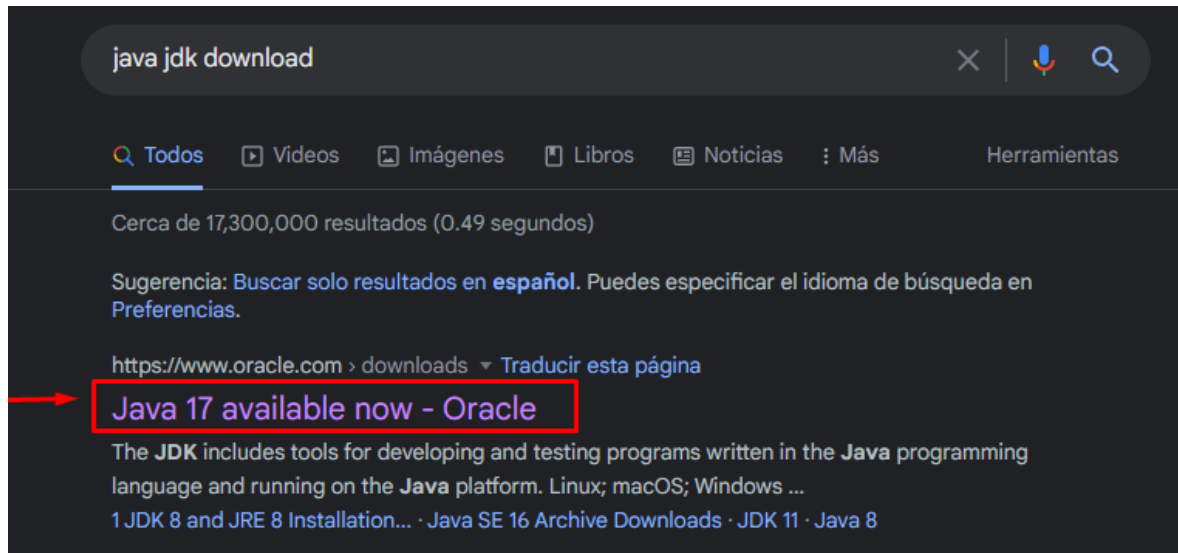 java jdk download
Todos Videos Imágenes Libros Noticias Más Herramientas
Cerca de 17,300,000 resultados (0.49 segundos)
Sugerencia: Buscar solo resultados en español. Puedes especificar el idioma de búsqueda en
Preferencias.
https://www.oracle.com › downloads Traducir esta página
Java 17 available now - Oracle
The JDK includes tools for developing and testing programs written in the Java programming
language and running on the Java platform. Linux; macOS; Windows ...
1 JDK 8 and JRE 8 Installation... · Java SE 16 Archive Downloads · JDK 11 · Java 8